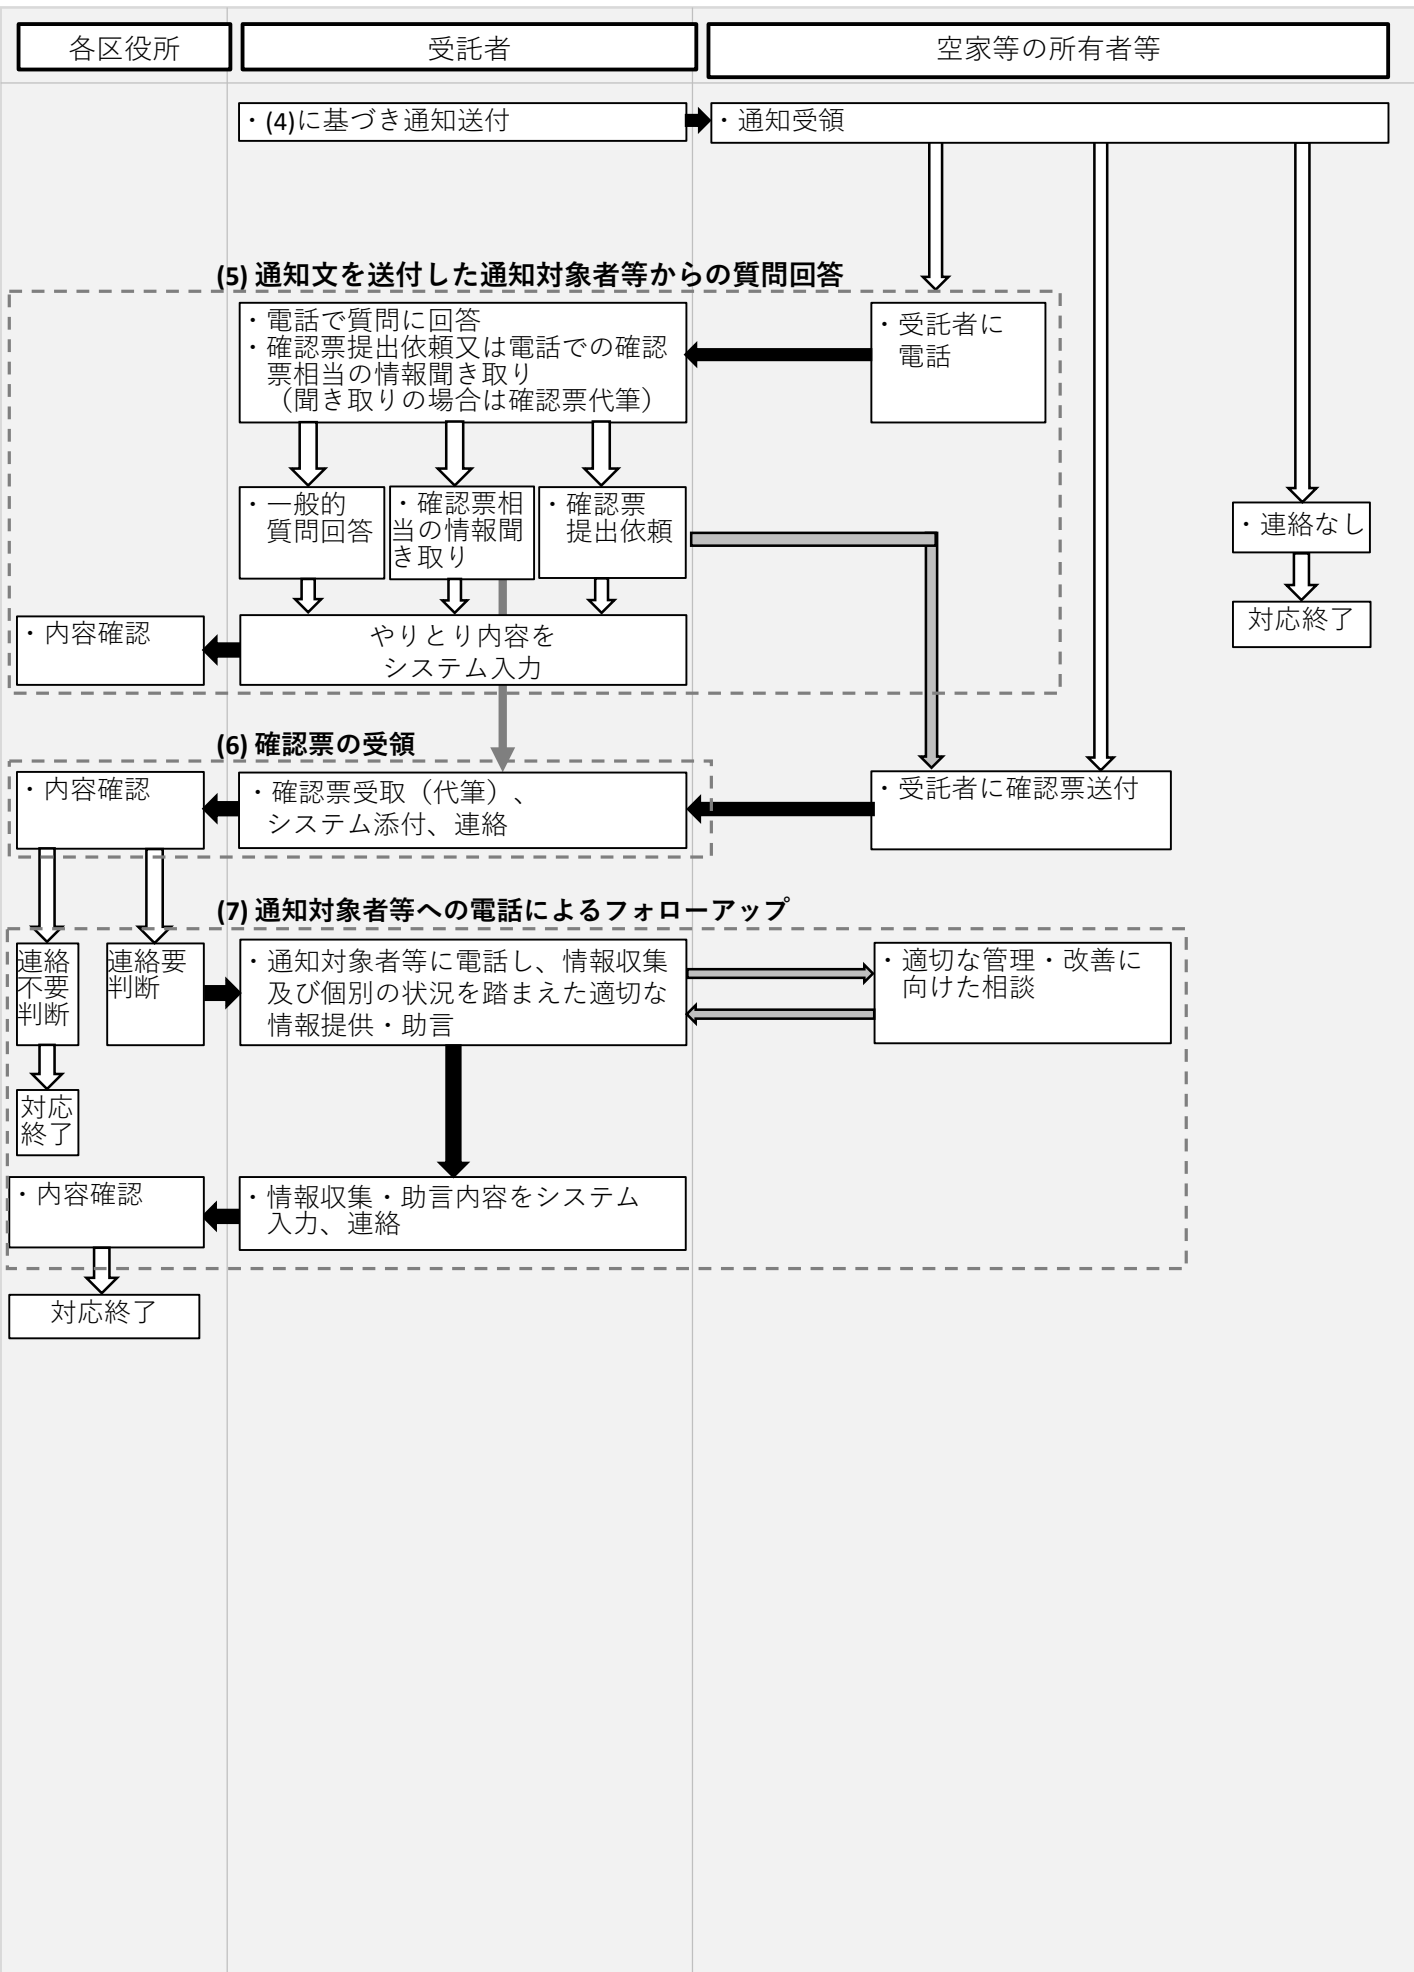 各区役所
受託者
空家等の所有者等
・(4)に基づき通知送付
・通知受領
(5) 通知文を送付した通知対象者等からの質問回答
・電話で質問に回答
・確認票提出依頼又は電話での確認
票相当の情報聞き取り
（聞き取りの場合は確認票代筆）
・受託者に
電話
・一般的
質問回答
・確認票相
当の情報聞
き取り
・確認票
提出依頼
・連絡なし
対応終了
・内容確認
やりとり内容を
システム入力
(6) 確認票の受領
・内容確認
・確認票受取（代筆）、
システム添付、連絡
・受託者に確認票送付
(7) 通知対象者等への電話によるフォローアップ
連絡
不要
判断
連絡要
判断
・通知対象者等に電話し、情報収集
及び個別の状況を踏まえた適切な
情報提供・助言
・適切な管理・改善に
向けた相談
対応
終了
・内容確認
・情報収集・助言内容をシステム
入力、連絡
対応終了